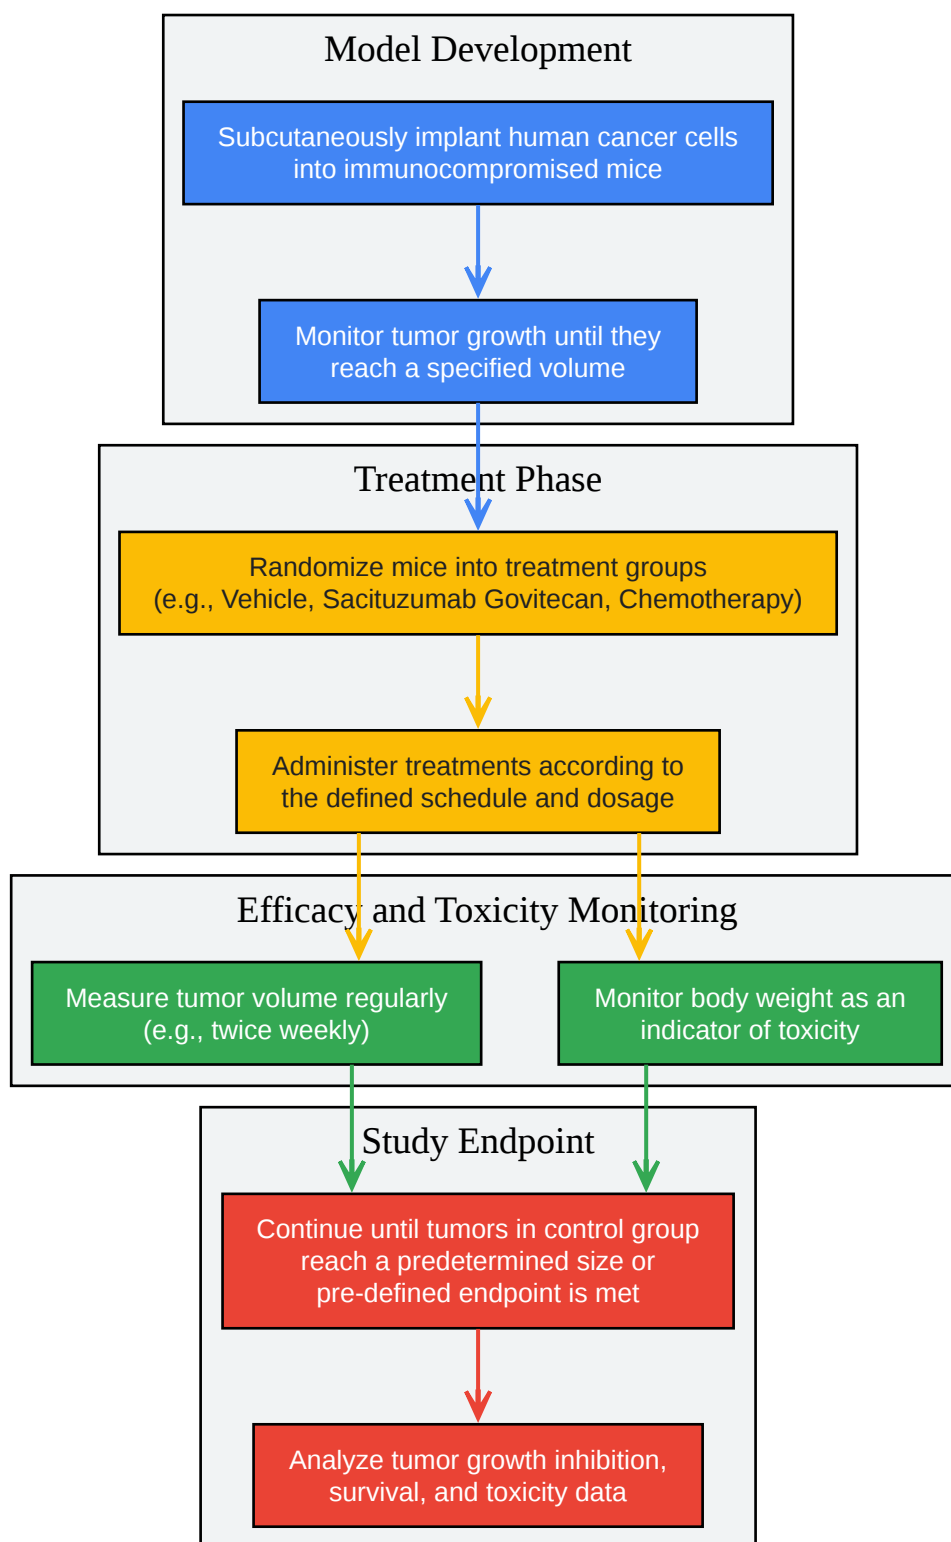 Model Development
Subcutaneously implant human cancer cells
into immunocompromised mice
Monitor tumor growth until they
reach a specified volume
Treatment Phase
Randomize mice into treatment groups
(e.g., Vehicle, Sacituzumab Govitecan, Chemotherapy)
Administer treatments according to
the defined schedule and dosage
Efficacy and Toxicity Monitoring
Measure tumor volume regularly
(e.g., twice weekly)
Monitor body weight as an
indicator of toxicity
Study Endpoint
Continue until tumors in control group
reach a predetermined size or
pre-defined endpoint is met
Analyze tumor growth inhibition,
survival, and toxicity data